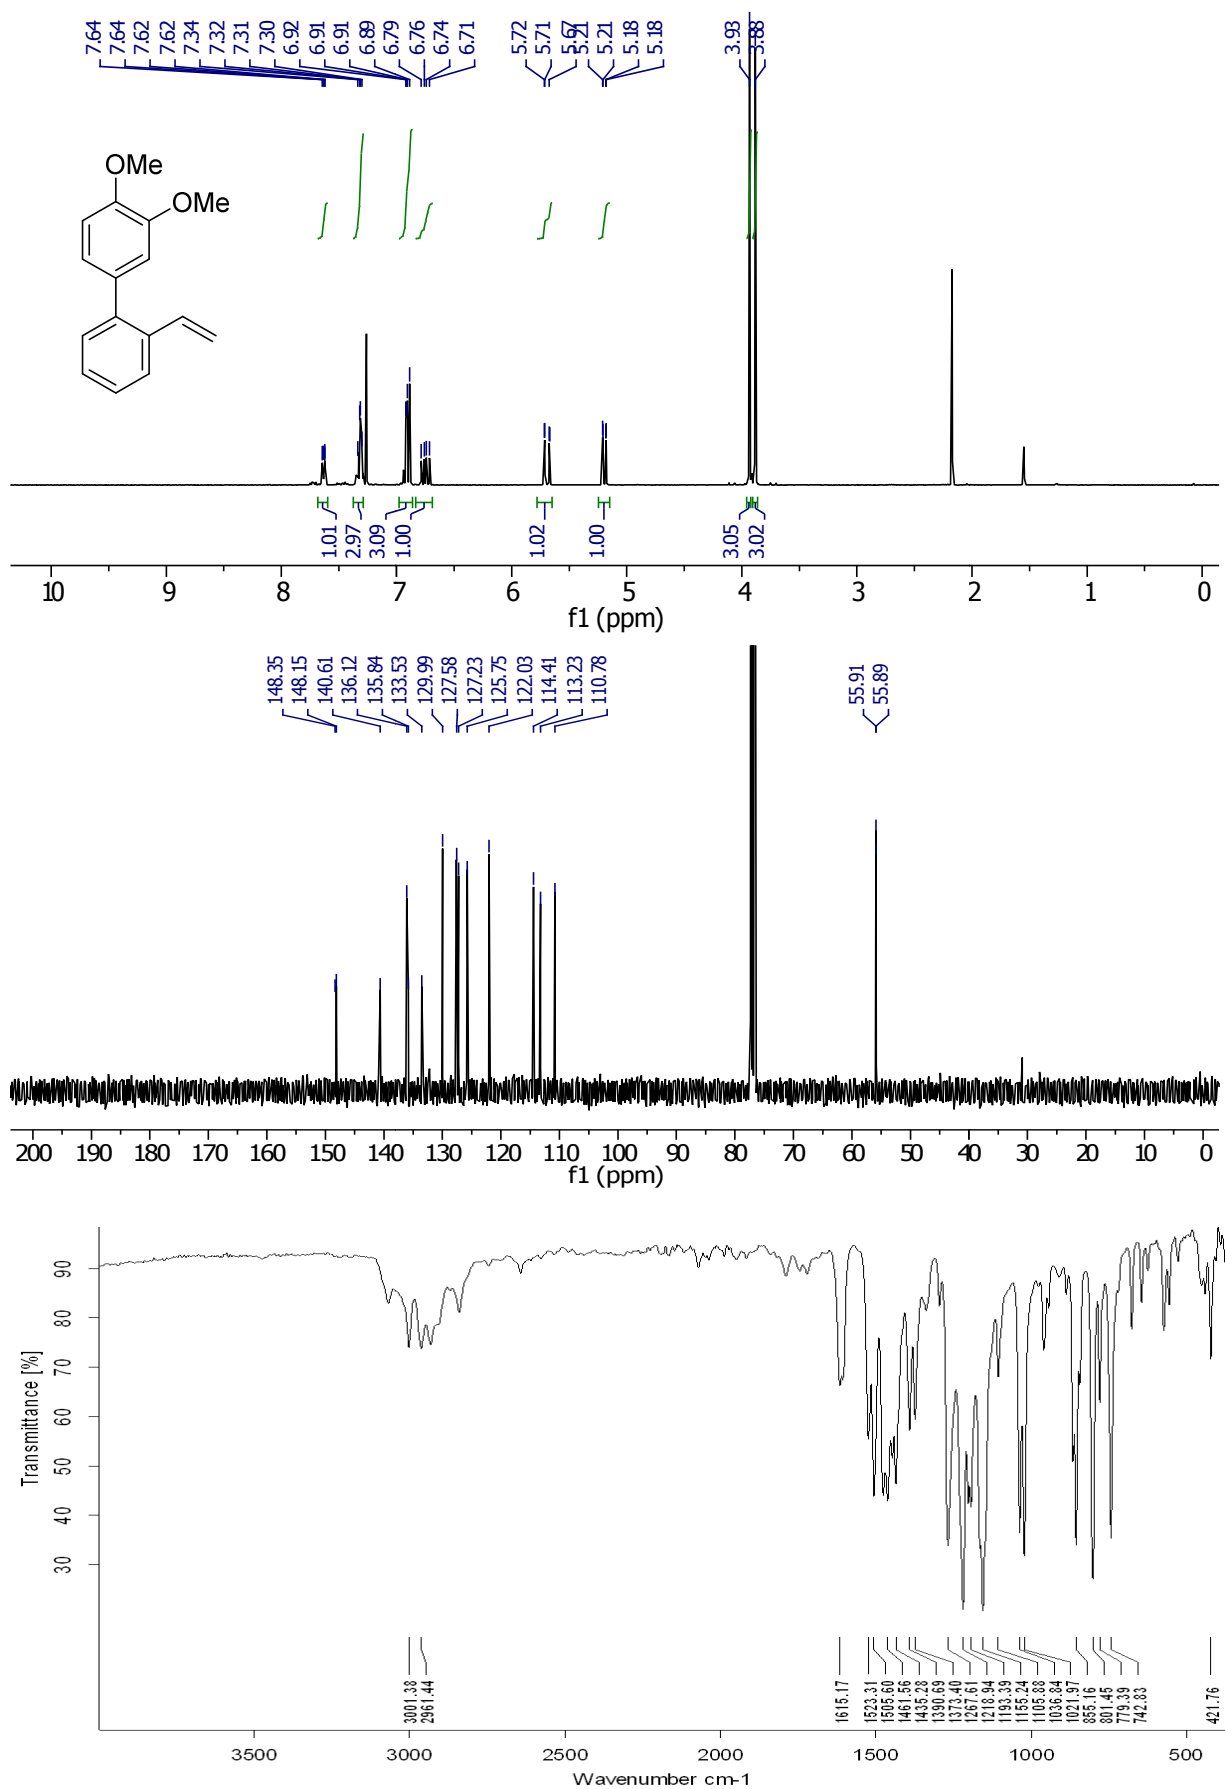 7.64 7.64 7.62 7.62 7.34 7.32 7.31 7.30 6.92 6.91 6.91 6.89 6.79 6.76 6.74 6.71 5.72 5.71 5.67 5.21 5.21 5.18 5.18 3.93 3.88
OMe
OMe
1.01 2.97 3.09 1.00 1.02 1.00 3.05 3.02
10 9 8 7 6 5 4 3 2 1 0
f1 (ppm)
148.35 148.15 140.61 136.12 135.84 133.53 129.99 127.58 127.23 125.75 122.03 114.41 113.23 110.78 55.91 55.89
200 190 180 170 160 150 140 130 120 110 100 90 80 70 60 50 40 30 20 10 0
f1 (ppm)
Transmittance [%]
90
80
70
60
50
40
30
3001.38 2961.44 1615.17 1523.31 1505.60 1461.56 1435.28 1390.69 1373.40 1267.61 1218.94 1193.39 1155.24 1105.88 1036.84 1021.97 855.16 801.45 779.39 742.83 421.76
3500 3000 2500 2000 1500 1000 500
Wavenumber cm-1